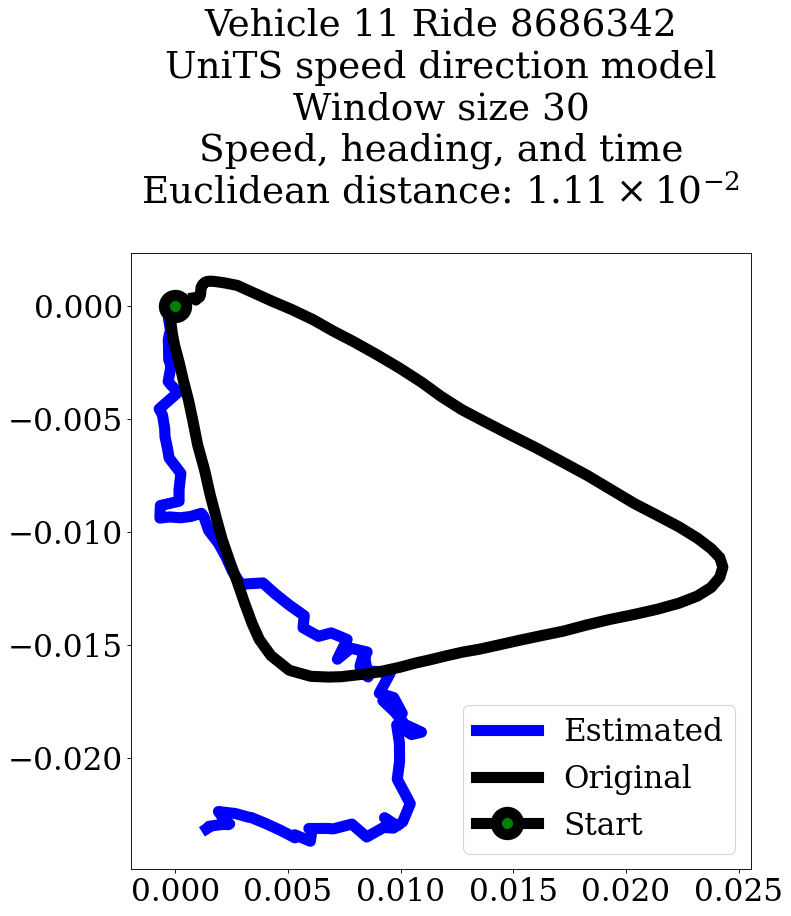 Vehicle 11 Ride 8686342
UniTS speed direction model
Window size 30
Speed, heading, and time
Euclidean distance: 1.11 × 10⁻²
0.000
−0.005
−0.010
−0.015
−0.020
Estimated
Original
Start
0.000 0.005 0.010 0.015 0.020 0.025